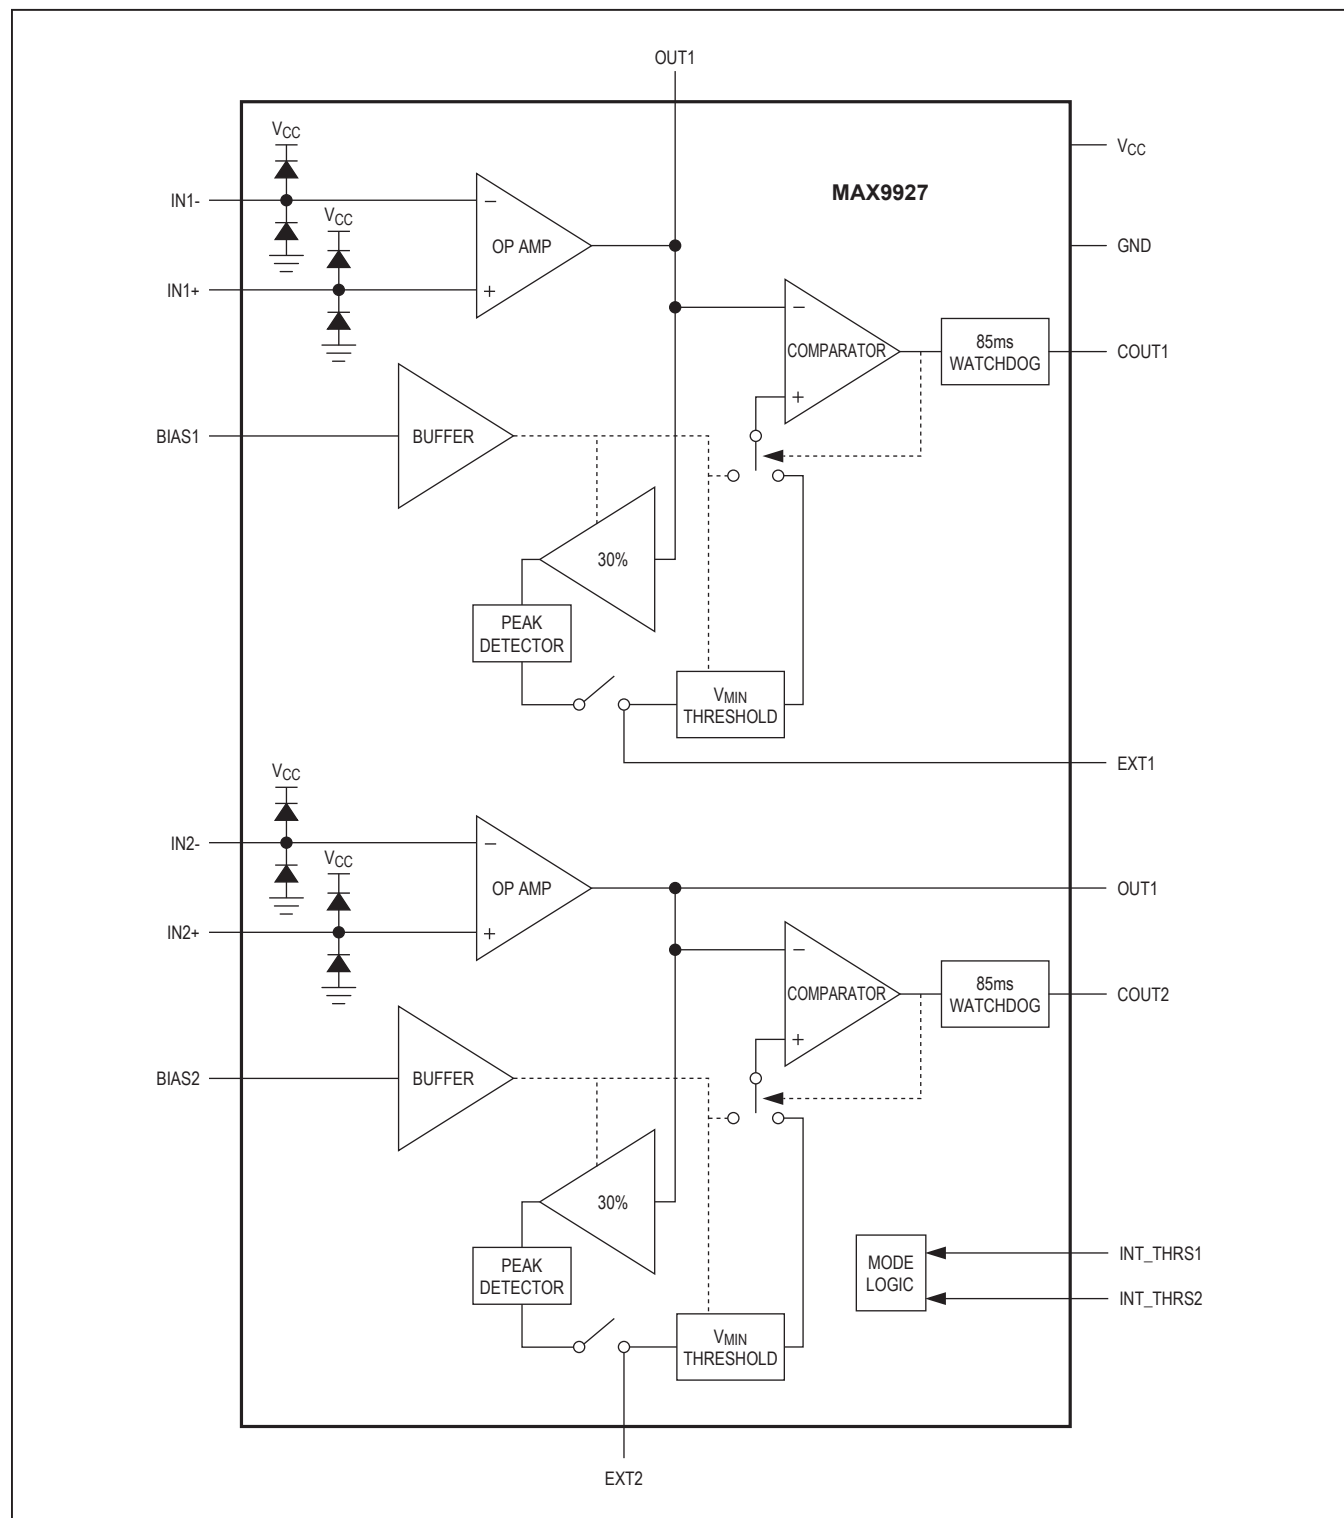 OUT1
VCC
VCC
MAX9927
IN1-
−
VCC
OP AMP
GND
IN1+
+
−
COMPARATOR
85ms
WATCHDOG
COUT1
+
BIAS1
BUFFER
30%
PEAK
DETECTOR
VMIN
THRESHOLD
EXT1
VCC
IN2-
−
VCC
OP AMP
OUT1
IN2+
+
−
COMPARATOR
85ms
WATCHDOG
COUT2
+
BIAS2
BUFFER
30%
PEAK
DETECTOR
MODE
LOGIC
INT_THRS1
INT_THRS2
VMIN
THRESHOLD
EXT2